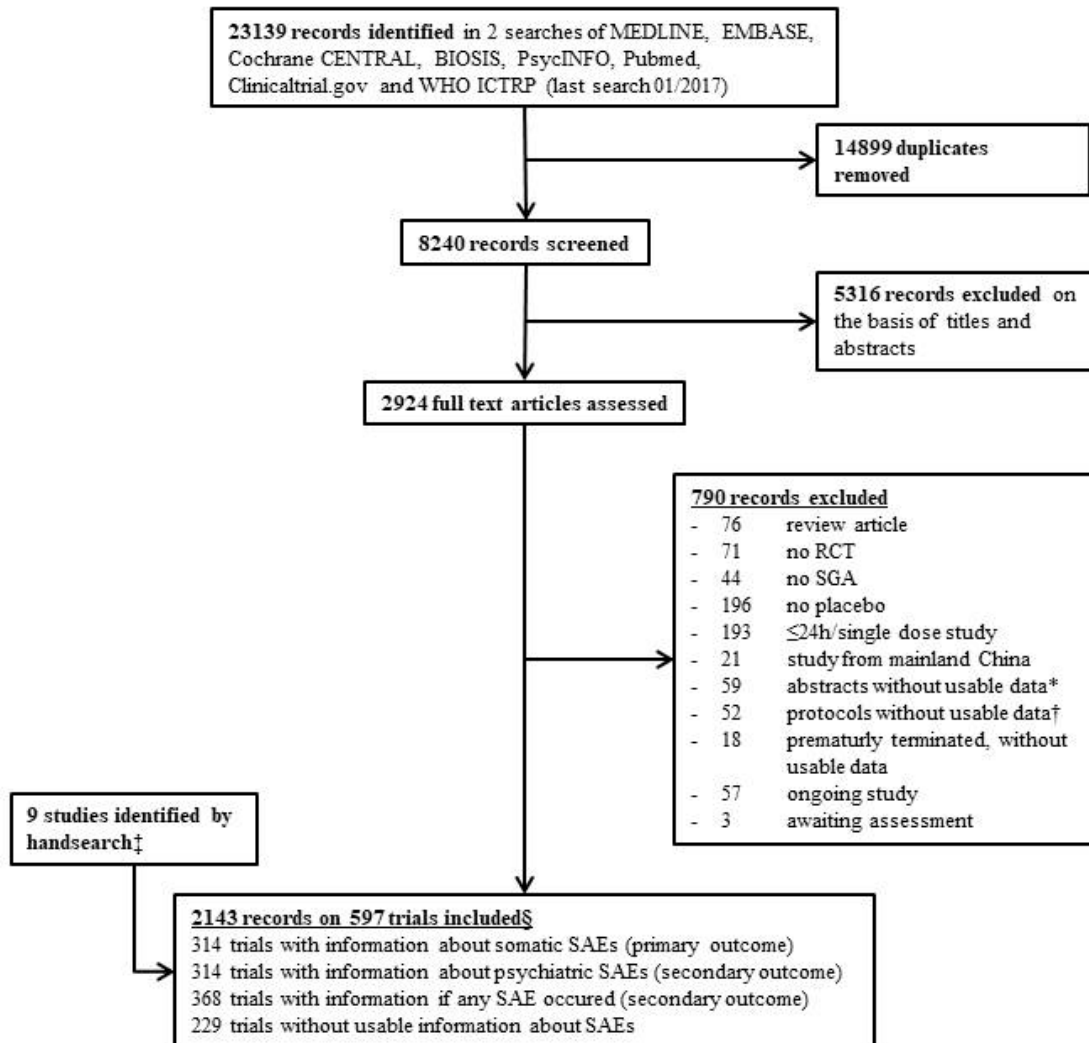 23139 records identified in 2 searches of MEDLINE, EMBASE,
Cochrane CENTRAL, BIOSIS, PsycINFO, Pubmed,
Clinicaltrial.gov and WHO ICTRP (last search 01/2017)
14899 duplicates
removed
8240 records screened
5316 records excluded on
the basis of titles and
abstracts
2924 full text articles assessed
790 records excluded
- 76 review article
- 71 no RCT
- 44 no SGA
- 196 no placebo
- 193 ≤24h/single dose study
- 21 study from mainland China
- 59 abstracts without usable data*
- 52 protocols without usable data†
- 18 prematurly terminated, without
usable data
- 57 ongoing study
- 3 awaiting assessment
9 studies identified by
handsearch‡
2143 records on 597 trials included§
314 trials with information about somatic SAEs (primary outcome)
314 trials with information about psychiatric SAEs (secondary outcome)
368 trials with information if any SAE occured (secondary outcome)
229 trials without usable information about SAEs